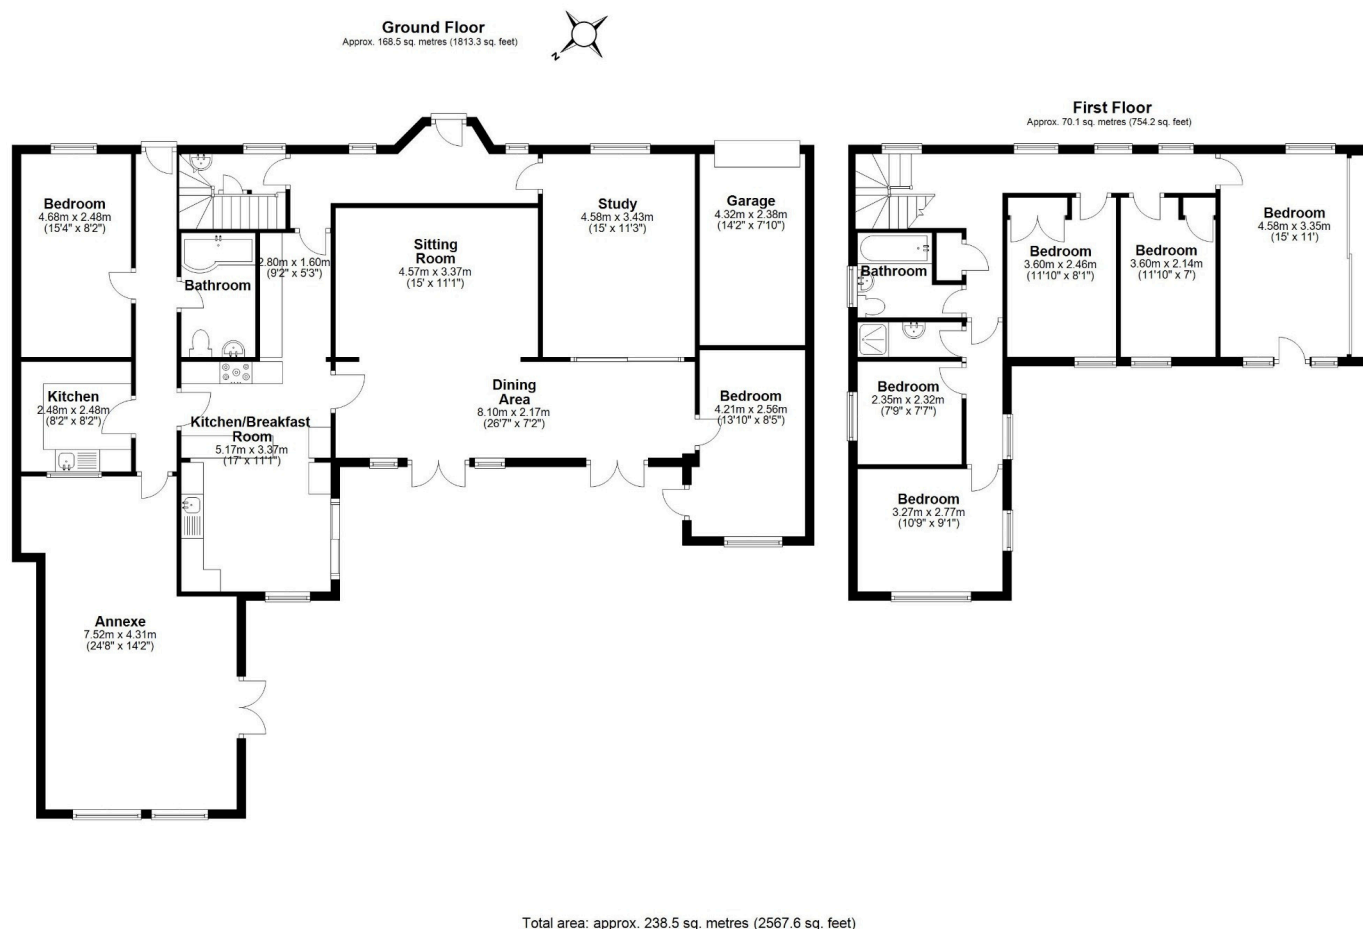 Ground Floor
Approx. 168.5 sq. metres (1813.3 sq. feet)
N
Bedroom
4.68m x 2.48m
(15'4" x 8'2")
2.80m x 1.60m
(9'2" x 5'3")
Bathroom
Sitting
Room
4.57m x 3.37m
(15' x 11'1")
Study
4.58m x 3.43m
(15' x 11'3")
Garage
4.32m x 2.38m
(14'2" x 7'10")
Kitchen
2.48m x 2.48m
(8'2" x 8'2")
Kitchen/Breakfast
Room
5.17m x 3.37m
(17' x 11'1")
Dining
Area
8.10m x 2.17m
(26'7" x 7'2")
Bedroom
4.21m x 2.56m
(13'10" x 8'5")
Annexe
7.52m x 4.31m
(24'8" x 14'2")
First Floor
Approx. 70.1 sq. metres (754.2 sq. feet)
Bathroom
Bedroom
3.60m x 2.46m
(11'10" x 8'1")
Bedroom
3.60m x 2.14m
(11'10" x 7')
Bedroom
4.58m x 3.35m
(15' x 11')
Bedroom
2.35m x 2.32m
(7'9" x 7'7")
Bedroom
3.27m x 2.77m
(10'9" x 9'1")
Total area: approx. 238.5 sq. metres (2567.6 sq. feet)